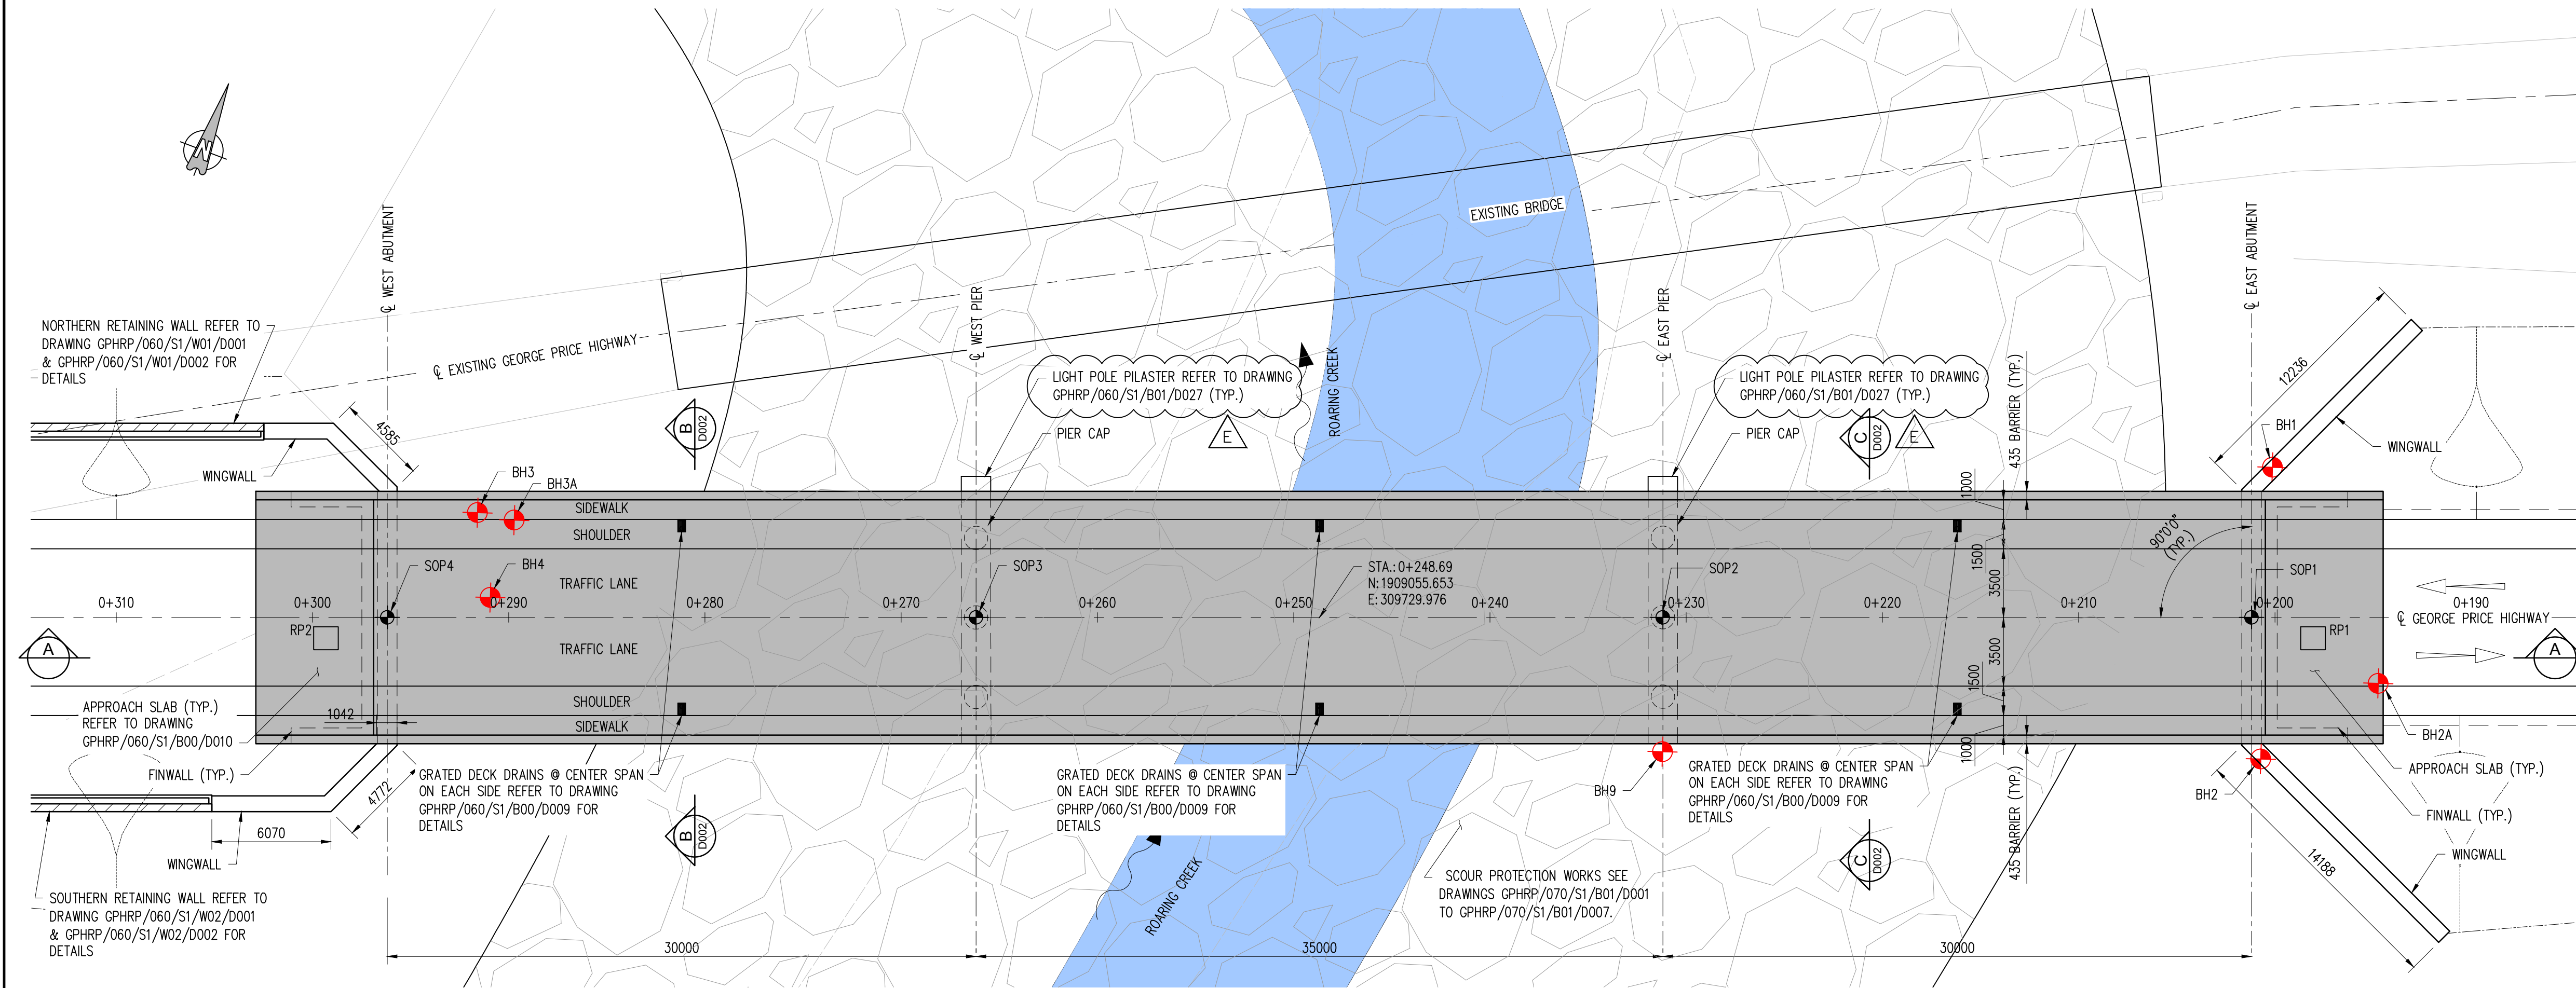 N
EXISTING BRIDGE
℄ WEST ABUTMENT
℄ EAST ABUTMENT
℄ WEST PIER
℄ EAST PIER
℄ EXISTING GEORGE PRICE HIGHWAY
NORTHERN RETAINING WALL REFER TO
DRAWING GPHRP/060/S1/W01/D001
& GPHRP/060/S1/W01/D002 FOR
DETAILS
LIGHT POLE PILASTER REFER TO DRAWING
GPHRP/060/S1/B01/D027 (TYP.)
LIGHT POLE PILASTER REFER TO DRAWING
GPHRP/060/S1/B01/D027 (TYP.)
ROARING CREEK
435 BARRIER (TYP.)
12236
4585
B
D002
PIER CAP
E
PIER CAP
C
D002
E
BH1
WINGWALL
WINGWALL
BH3
BH3A
SIDEWALK
SHOULDER
1000
1500
3500
90°0'0"
(TYP.)
SOP4
BH4
TRAFFIC LANE
SOP3
STA.: 0+248.69
N: 1909055.653
E: 309729.976
SOP2
SOP1
0+310
0+300
0+290
0+280
0+270
0+260
0+250
0+240
0+230
0+220
0+210
0+200
0+190
℄ GEORGE PRICE HIGHWAY
RP2
RP1
A
A
TRAFFIC LANE
3500
1500
1000
SHOULDER
SIDEWALK
APPROACH SLAB (TYP.)
REFER TO DRAWING
GPHRP/060/S1/B00/D010
1042
FINWALL (TYP.)
4772
6070
WINGWALL
GRATED DECK DRAINS @ CENTER SPAN
ON EACH SIDE REFER TO DRAWING
GPHRP/060/S1/B00/D009 FOR
DETAILS
GRATED DECK DRAINS @ CENTER SPAN
ON EACH SIDE REFER TO DRAWING
GPHRP/060/S1/B00/D009 FOR
DETAILS
BH9
GRATED DECK DRAINS @ CENTER SPAN
ON EACH SIDE REFER TO DRAWING
GPHRP/060/S1/B00/D009 FOR
DETAILS
435 BARRIER (TYP.)
BH2A
BH2
APPROACH SLAB (TYP.)
FINWALL (TYP.)
WINGWALL
14188
B
D002
C
D002
ROARING CREEK
SCOUR PROTECTION WORKS SEE
DRAWINGS GPHRP/070/S1/B01/D001
TO GPHRP/070/S1/B01/D007.
SOUTHERN RETAINING WALL REFER TO
DRAWING GPHRP/060/S1/W02/D001
& GPHRP/060/S1/W02/D002 FOR
DETAILS
30000
35000
30000